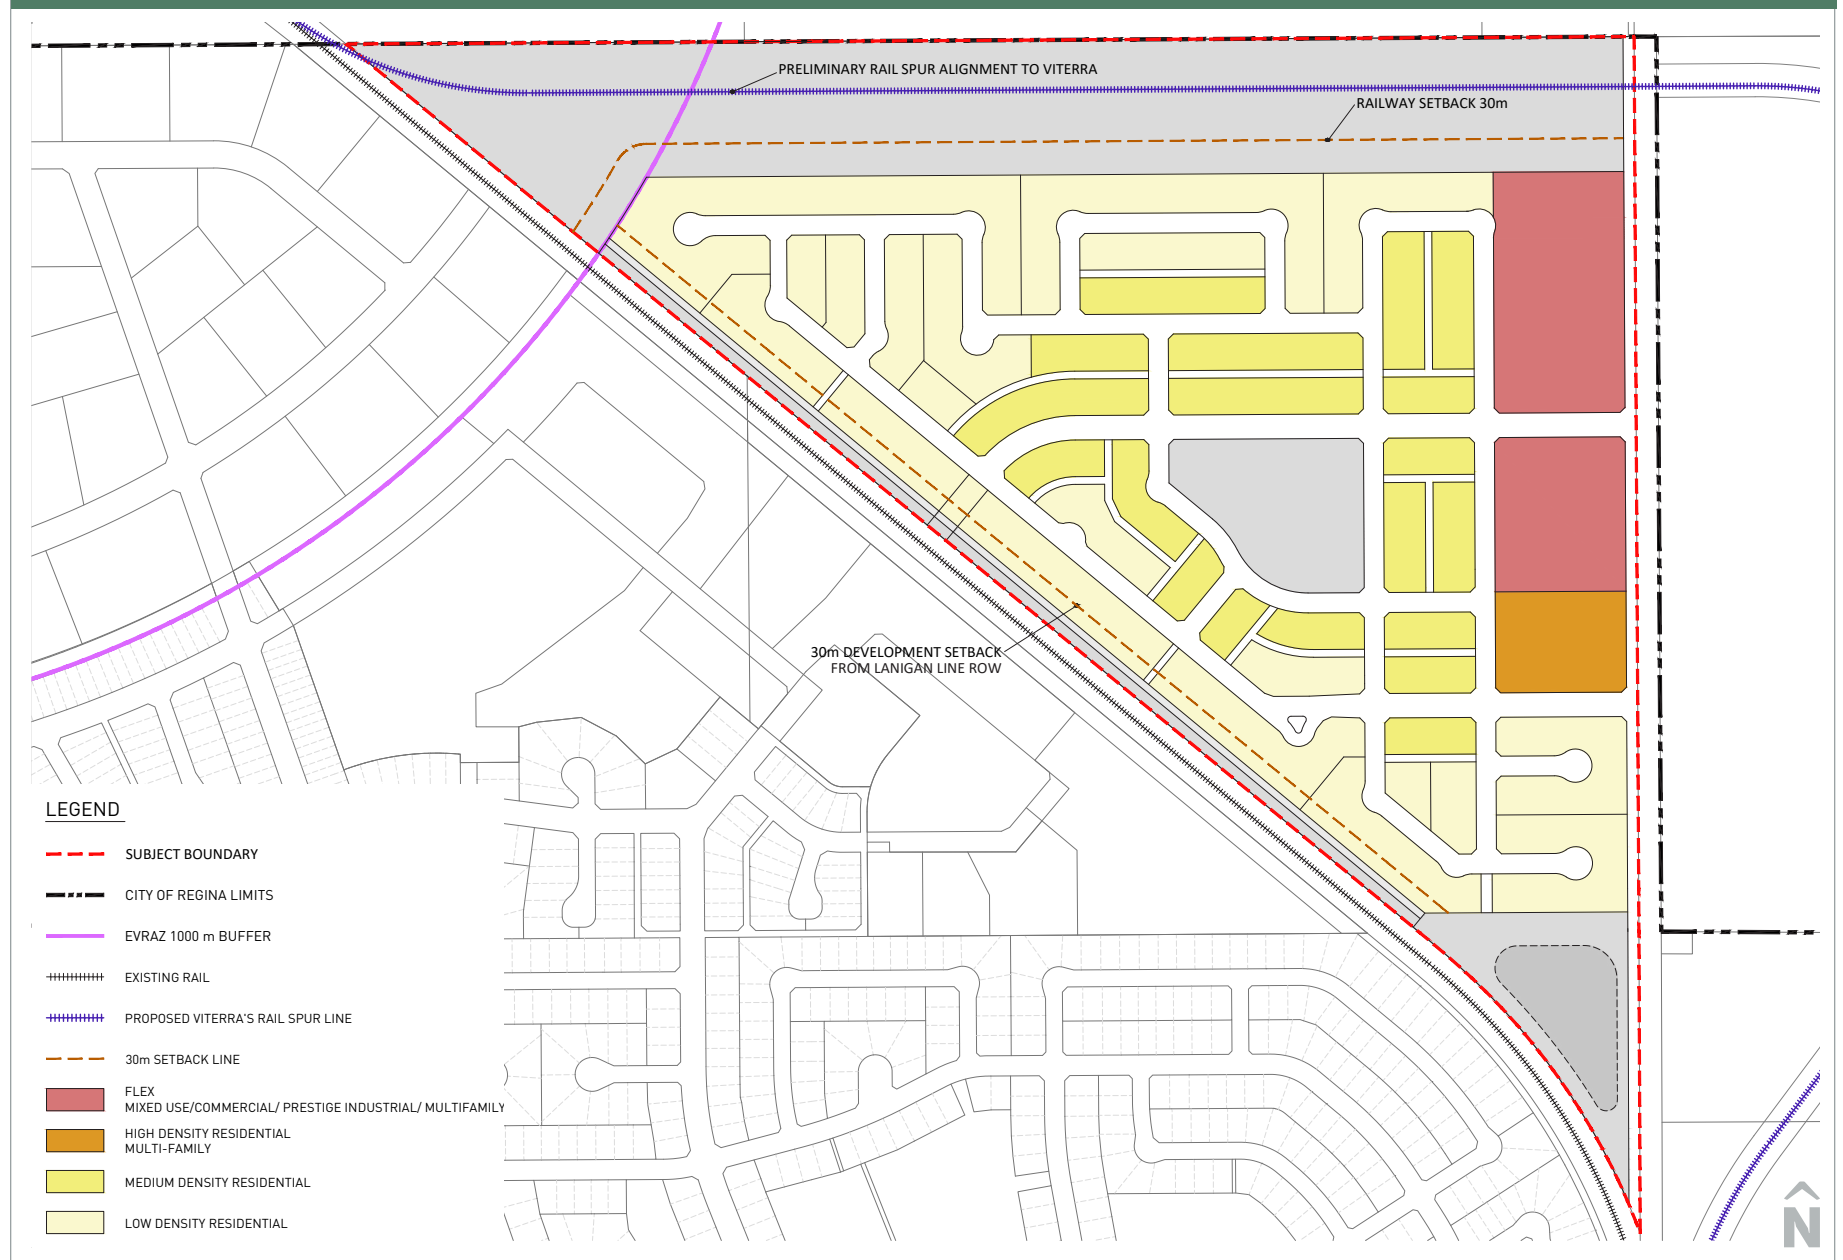 PRELIMINARY RAIL SPUR ALIGNMENT TO VITERRA
RAILWAY SETBACK 30m
30m DEVELOPMENT SETBACK
FROM LANIGAN LINE ROW
LEGEND
SUBJECT BOUNDARY
CITY OF REGINA LIMITS
EVRAZ 1000 m BUFFER
EXISTING RAIL
PROPOSED VITERRA'S RAIL SPUR LINE
30m SETBACK LINE
FLEX
MIXED USE/COMMERCIAL/ PRESTIGE INDUSTRIAL/ MULTIFAMILY
HIGH DENSITY RESIDENTIAL
MULTI-FAMILY
MEDIUM DENSITY RESIDENTIAL
LOW DENSITY RESIDENTIAL
N